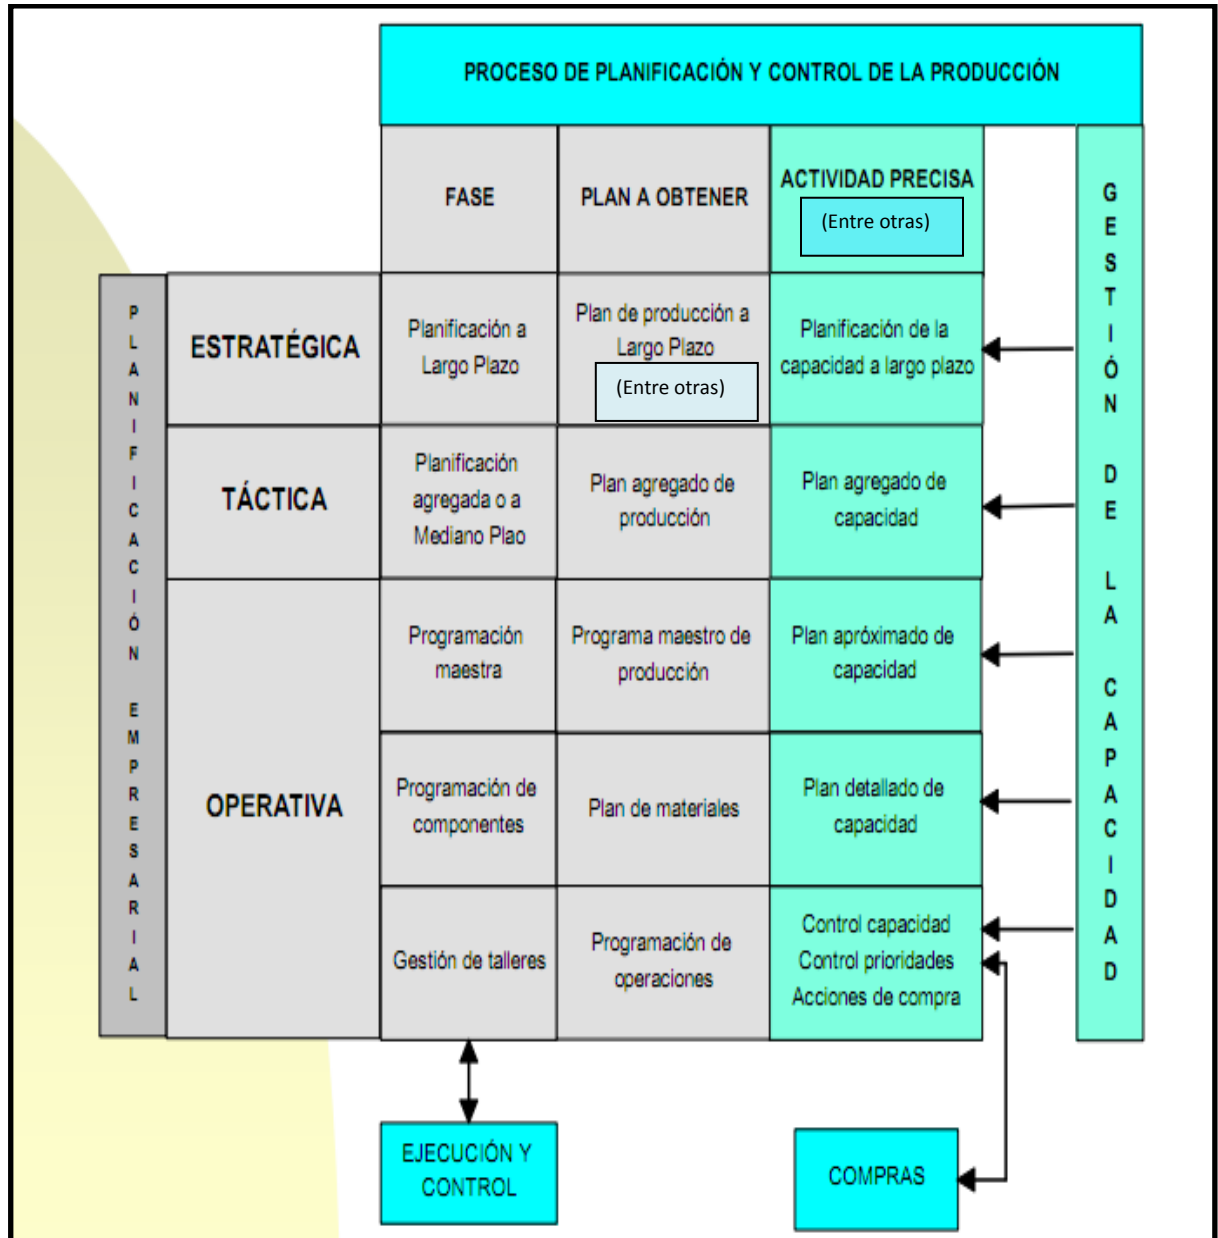 PROCESO DE PLANIFICACIÓN Y CONTROL DE LA PRODUCCIÓN
FASE
PLAN A OBTENER
ACTIVIDAD PRECISA
(Entre otras)
GESTIÓN DE LA CAPACIDAD
PLANIFICACIÓN EMPRESARIAL
ESTRATÉGICA
Planificación a
Largo Plazo
Plan de producción a
Largo Plazo
(Entre otras)
Planificación de la
capacidad a largo plazo
TÁCTICA
Planificación
agregada o a
Mediano Plao
Plan agregado de
producción
Plan agregado de
capacidad
OPERATIVA
Programación
maestra
Programa maestro de
producción
Plan apróximado de
capacidad
Programación de
componentes
Plan de materiales
Plan detallado de
capacidad
Gestión de talleres
Programación de
operaciones
Control capacidad
Control prioridades
Acciones de compra
EJECUCIÓN Y
CONTROL
COMPRAS